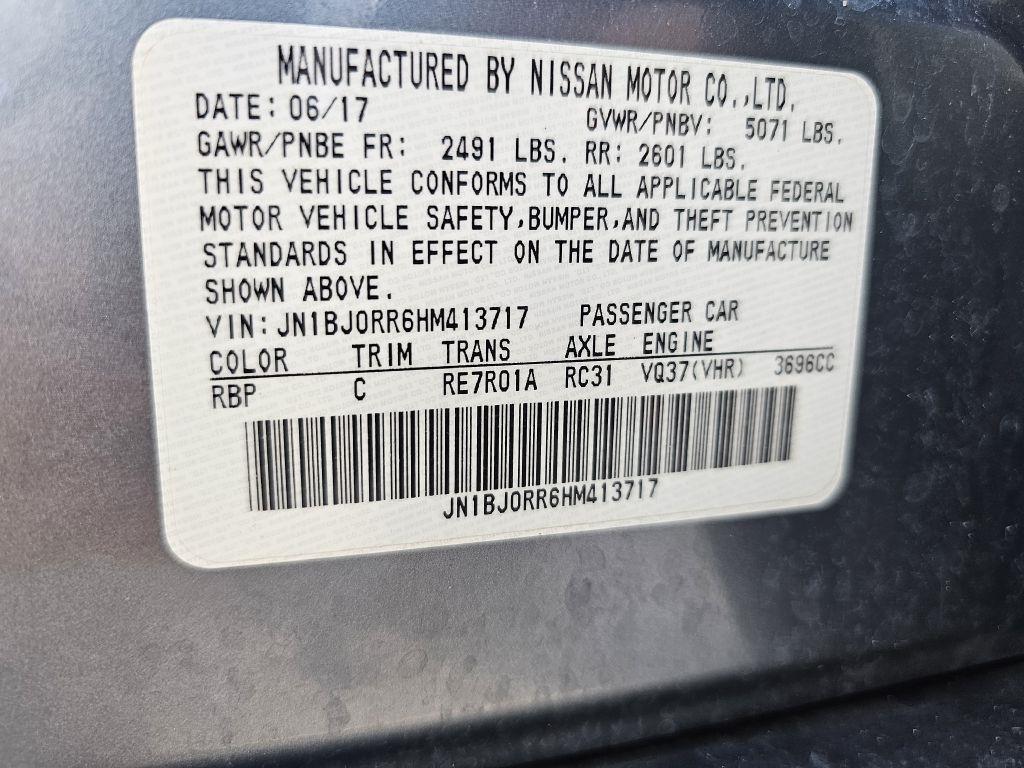 MANUFACTURED BY NISSAN MOTOR CO.,LTD.
DATE: 06/17 GVWR/PNBV: 5071 LBS.
GAWR/PNBE FR: 2491 LBS. RR: 2601 LBS.
THIS VEHICLE CONFORMS TO ALL APPLICABLE FEDERAL
MOTOR VEHICLE SAFETY,BUMPER,AND THEFT PREVENTION
STANDARDS IN EFFECT ON THE DATE OF MANUFACTURE
SHOWN ABOVE.
VIN: JN1BJ0RR6HM413717 PASSENGER CAR
COLOR TRIM TRANS AXLE ENGINE
RBP C RE7R01A RC31 VQ37(VHR) 3696CC
JN1BJ0RR6HM413717